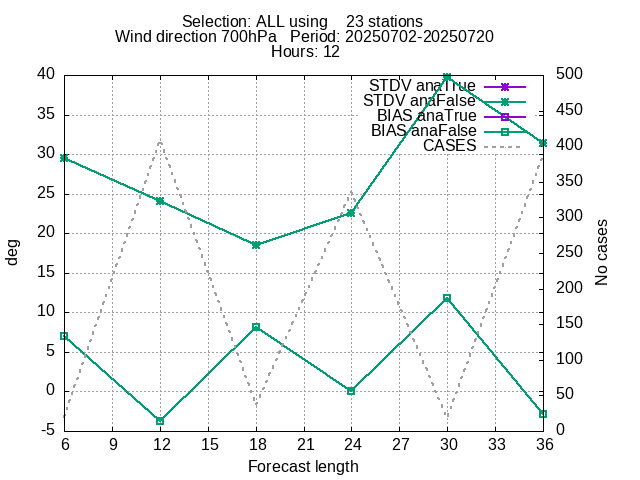 Selection: ALL using    23 stations
Wind direction 700hPa   Period: 20250702-20250720
Hours: 12
40
35
30
25
20
15
10
5
0
-5
deg
STDV anaTrue
STDV anaFalse
BIAS anaTrue
BIAS anaFalse
CASES
500
450
400
350
300
250
200
150
100
50
0
No cases
6 9 12 15 18 21 24 27 30 33 36
Forecast length